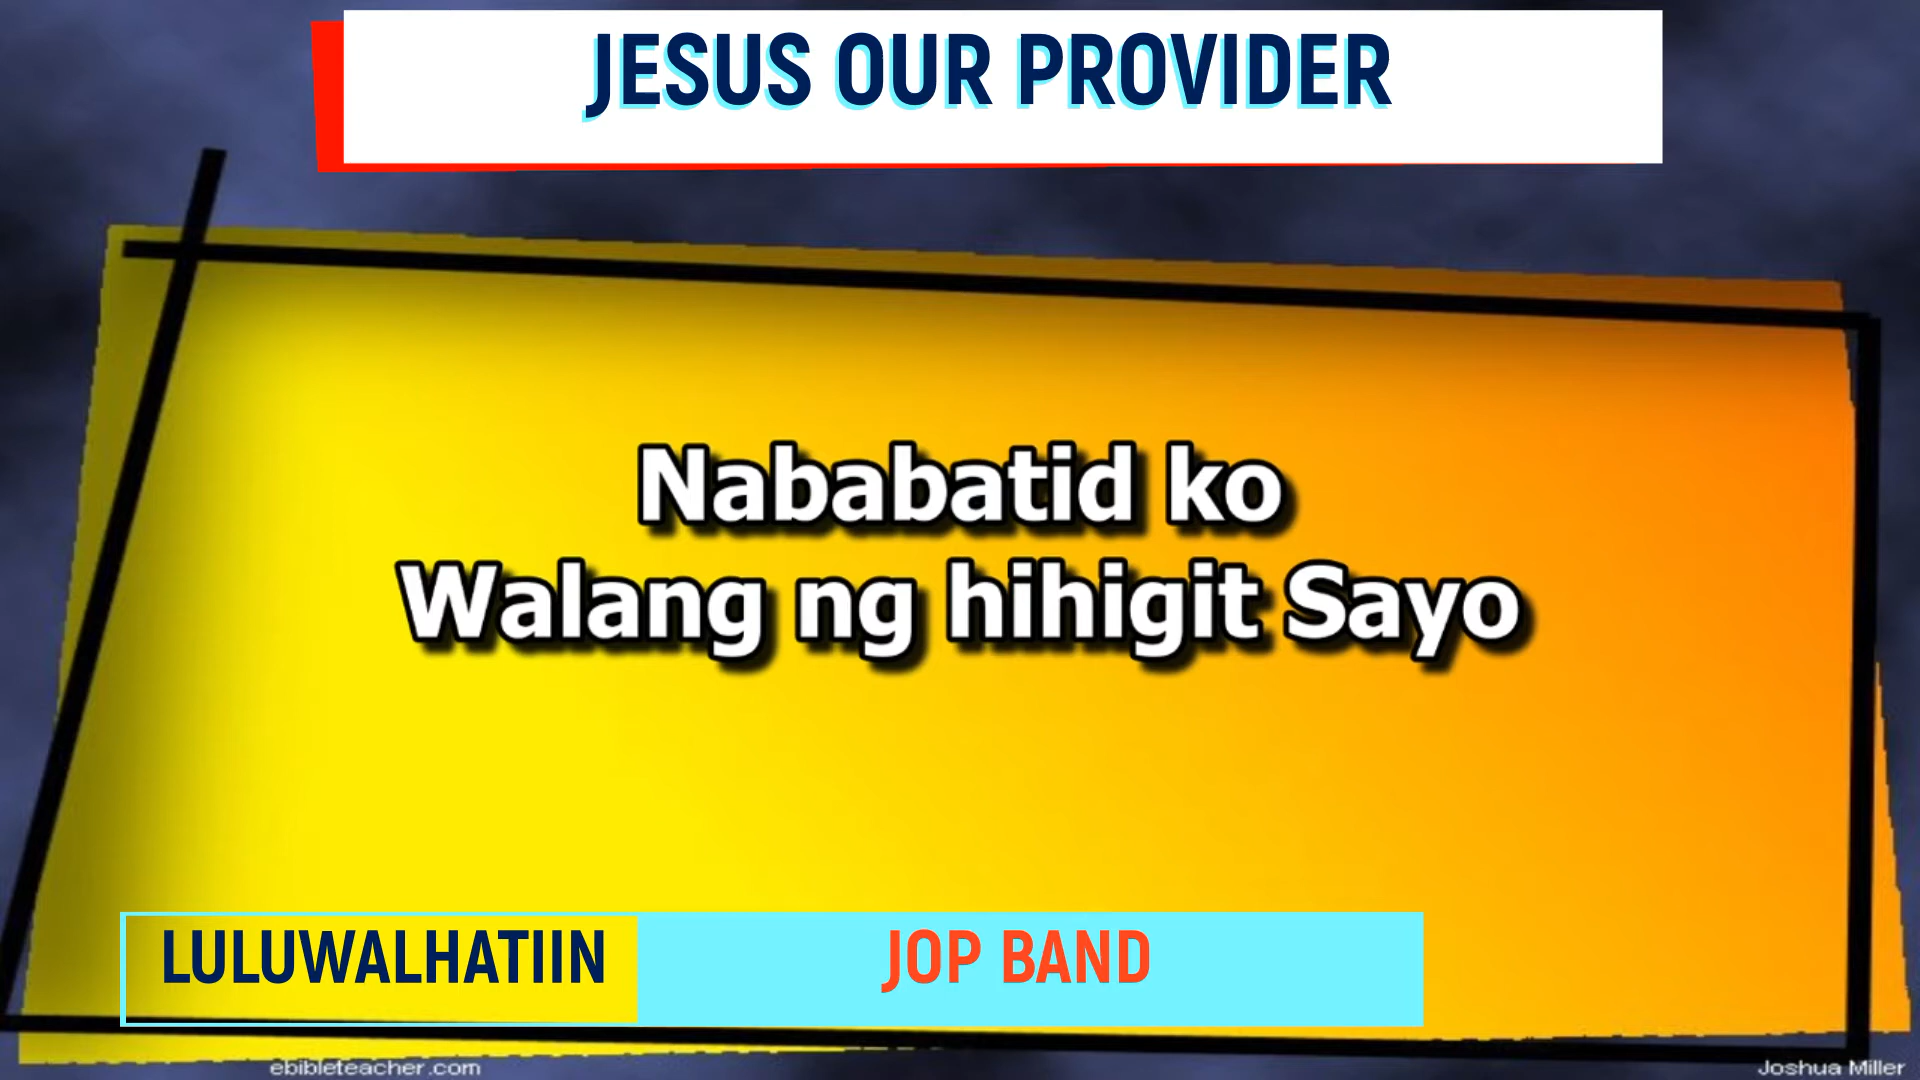 JESUS OUR PROVIDER
Nababatid ko
Walang ng hihigit Sayo
LULUWALHATIIN
JOP BAND
ebibleteacher.com
Joshua Miller